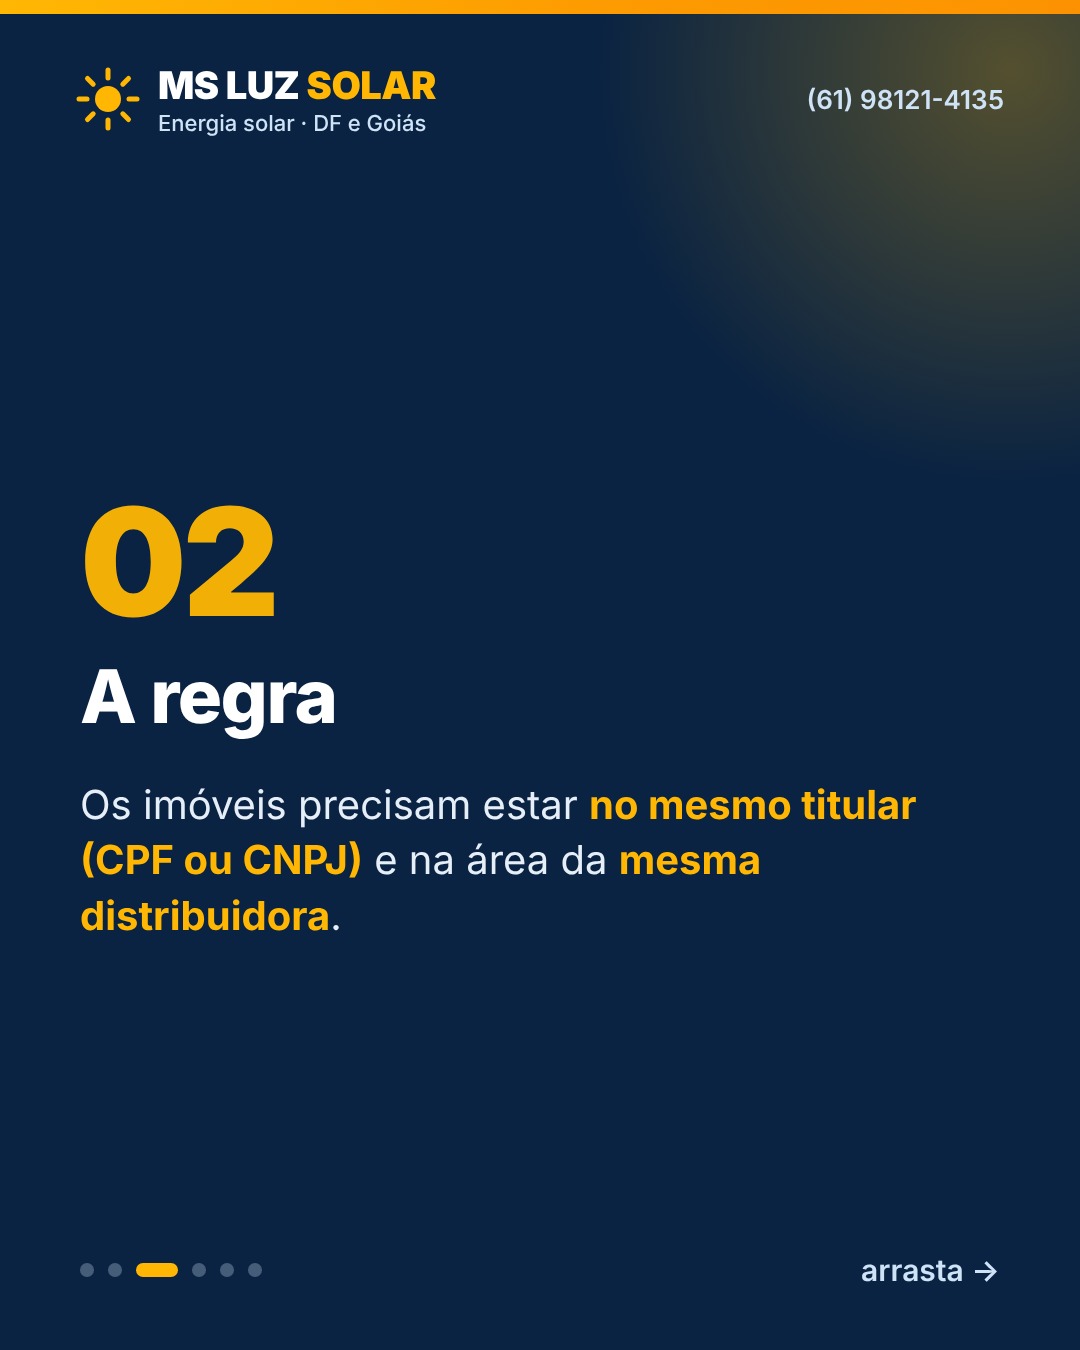 MS LUZ SOLAR
Energia solar · DF e Goiás
(61) 98121-4135
02
A regra
Os imóveis precisam estar no mesmo titular
(CPF ou CNPJ) e na área da mesma
distribuidora.
arrasta →